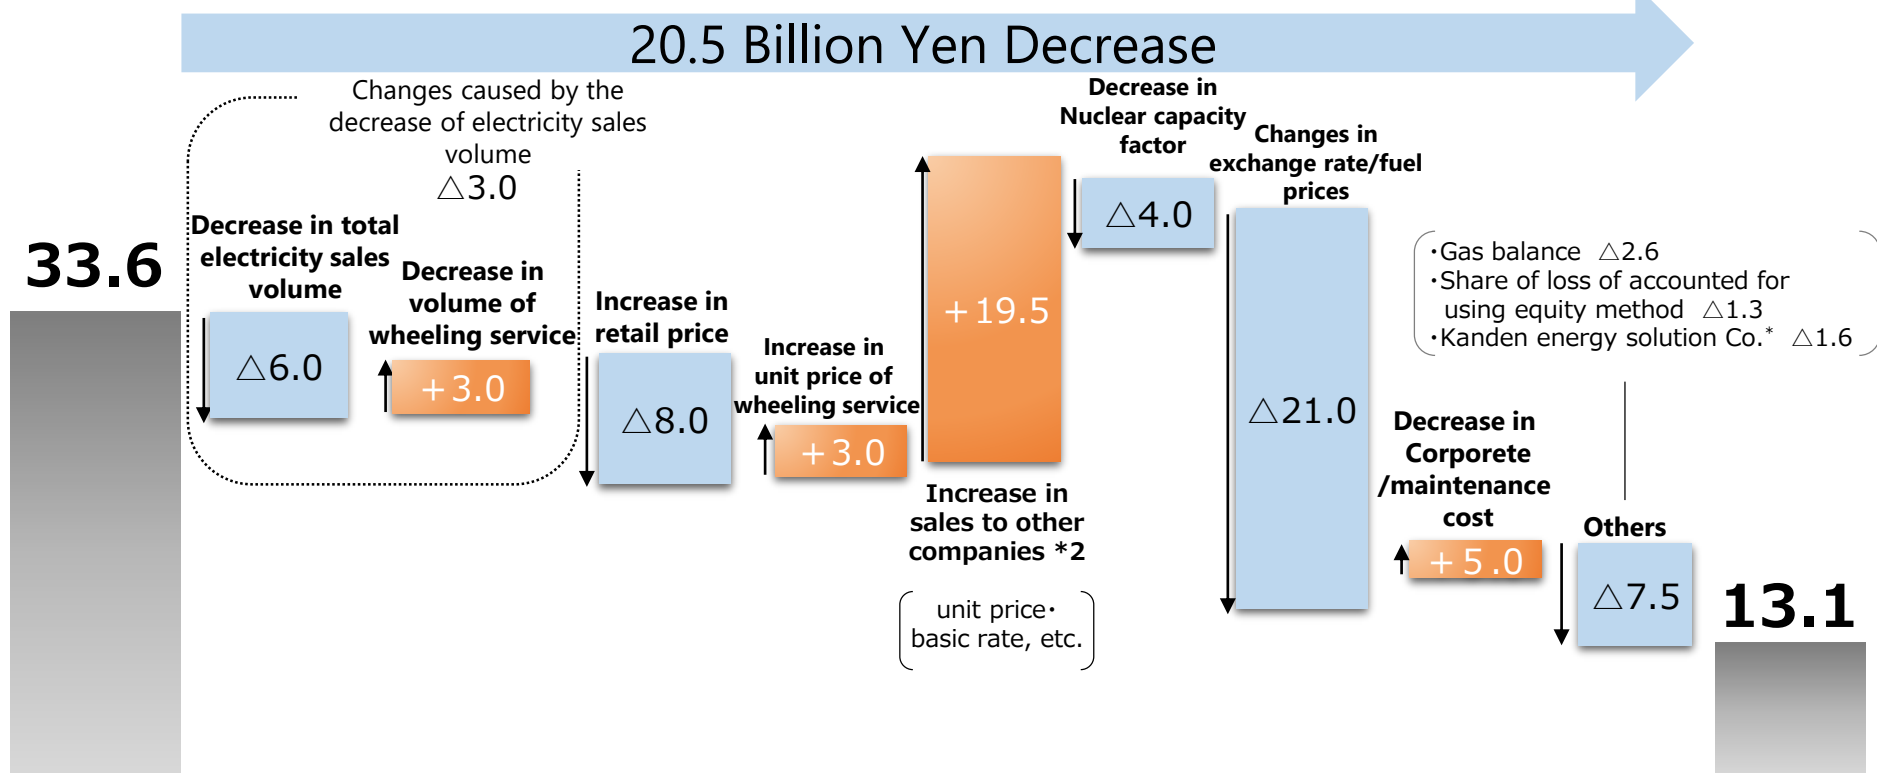 20.5 Billion Yen Decrease
Changes caused by the
decrease of electricity sales
volume
△3.0
33.6
Decrease in total
electricity sales
volume
△6.0
Decrease in
volume of
wheeling service
+3.0
Increase in
retail price
△8.0
Increase in
unit price of
wheeling service
+3.0
+19.5
Increase in
sales to other
companies *2
unit price・
basic rate, etc.
Decrease in
Nuclear capacity
factor
△4.0
Changes in
exchange rate/fuel
prices
△21.0
Decrease in
Corporete
/maintenance
cost
+5.0
・Gas balance △2.6
・Share of loss of accounted for
using equity method △1.3
・Kanden energy solution Co.* △1.6
Others
△7.5
13.1